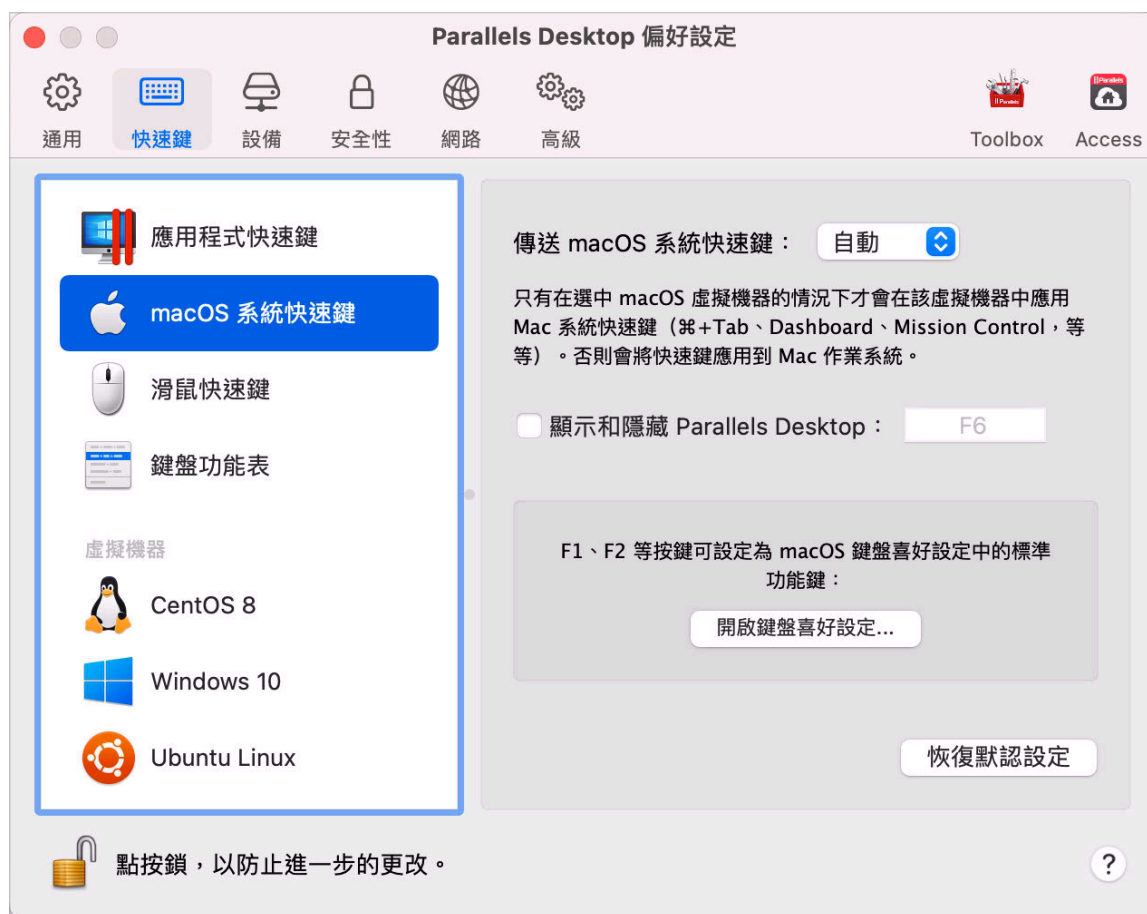 Parallels Desktop 偏好設定
通用 快速鍵 設備 安全性 網路 高級 Toolbox Access
應用程式快速鍵
macOS 系統快速鍵
滑鼠快速鍵
鍵盤功能表
虛擬機器
CentOS 8
Windows 10
Ubuntu Linux
傳送 macOS 系統快速鍵： 自動
只有在選中 macOS 虛擬機器的情況下才會在該虛擬機器中應用
Mac 系統快速鍵（⌘+Tab、Dashboard、Mission Control，等
等）。否則會將快速鍵應用到 Mac 作業系統。
顯示和隱藏 Parallels Desktop： F6
F1、F2 等按鍵可設定為 macOS 鍵盤喜好設定中的標準
功能鍵：
開啟鍵盤喜好設定...
恢復默認設定
點按鎖，以防止進一步的更改。
?